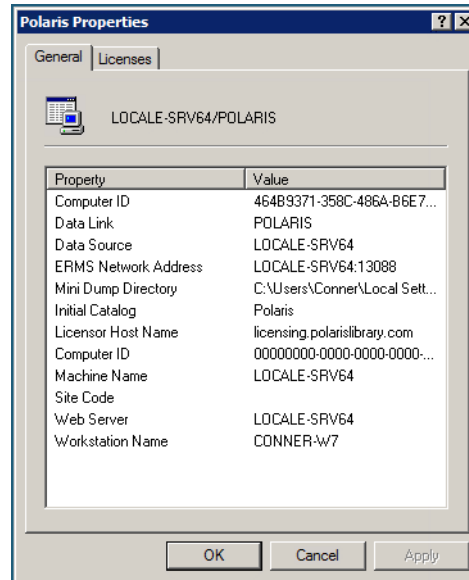 Polaris Properties
General Licenses
LOCALE-SRV64/POLARIS
Property Value
Computer ID 464B9371-358C-486A-B6E7...
Data Link POLARIS
Data Source LOCALE-SRV64
ERMS Network Address LOCALE-SRV64:13088
Mini Dump Directory C:\Users\Conner\Local Sett...
Initial Catalog Polaris
Licensor Host Name licensing.polarislibrary.com
Computer ID 00000000-0000-0000-0000-...
Machine Name LOCALE-SRV64
Site Code
Web Server LOCALE-SRV64
Workstation Name CONNER-W7
OK Cancel Apply